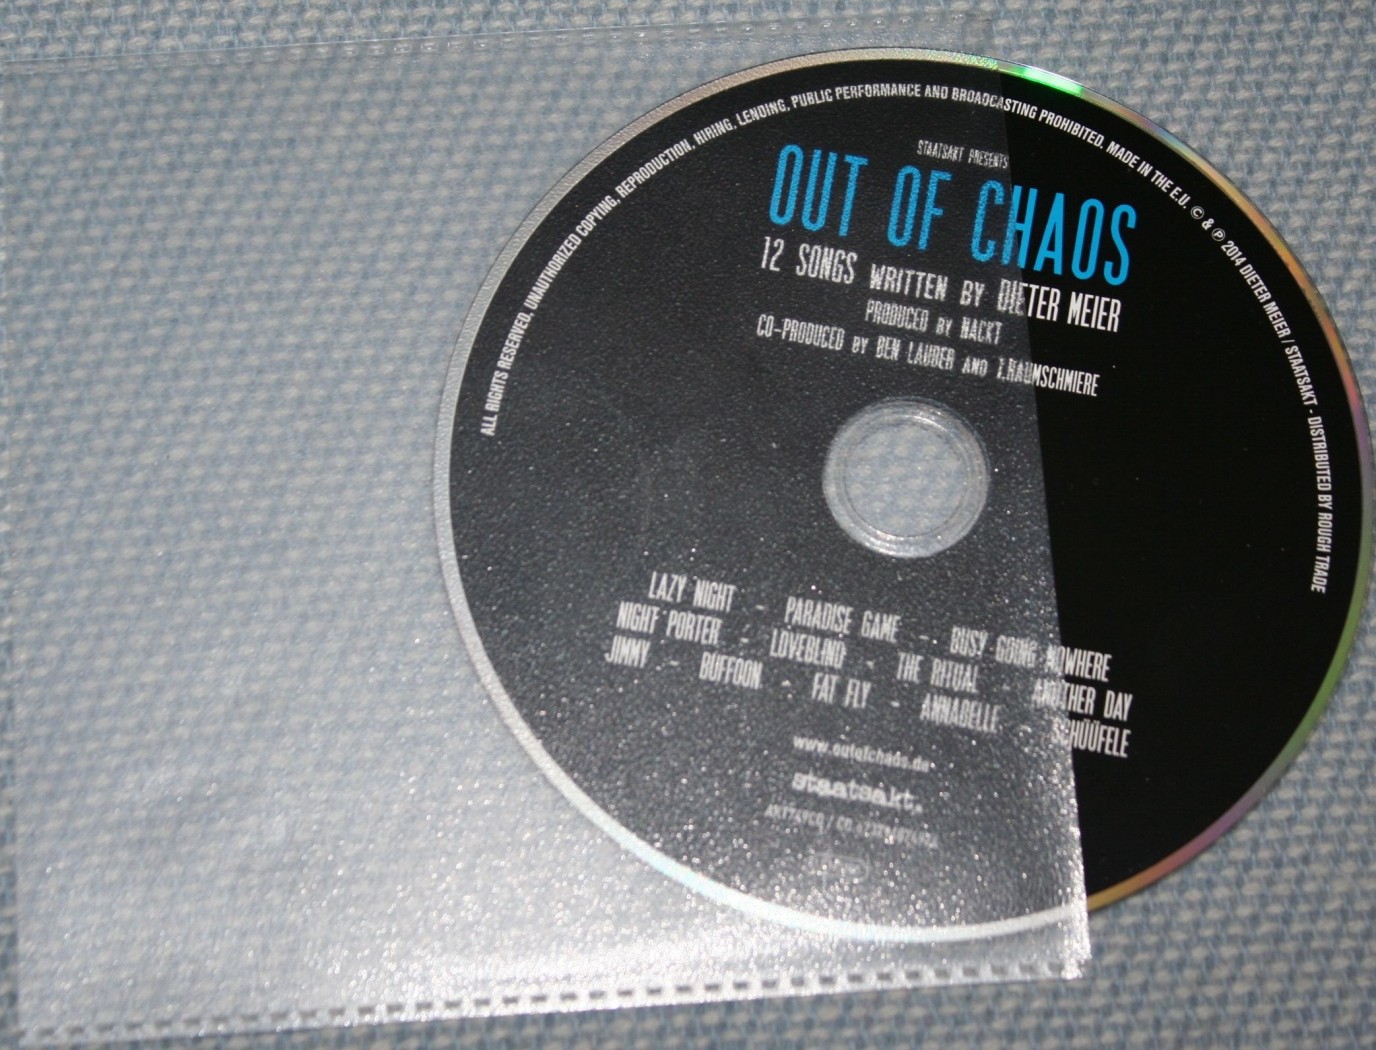 ALL RIGHTS RESERVED. UNAUTHORIZED COPYING, REPRODUCTION, HIRING, LENDING, PUBLIC PERFORMANCE AND BROADCASTING PROHIBITED. MADE IN THE E.U. © & ℗ 2014 DIETER MEIER / STAATSAKT - DISTRIBUTED BY ROUGH TRADE
STAATSAKT PRESENTS
OUT OF CHAOS
12 SONGS WRITTEN BY DIETER MEIER
PRODUCED BY NACKT
CO-PRODUCED BY BEN LAUBER AND T.RAUMSCHMIERE
LAZY NIGHT - PARADISE GAME - BUSY GOING NOWHERE
NIGHT PORTER - LOVEBLIND - THE RITUAL - ANOTHER DAY
JIMMY - BUFFOON - FAT FLY - ANNABELLE - SCHÜÜFELE
www.outofchaos.de
staatsakt.